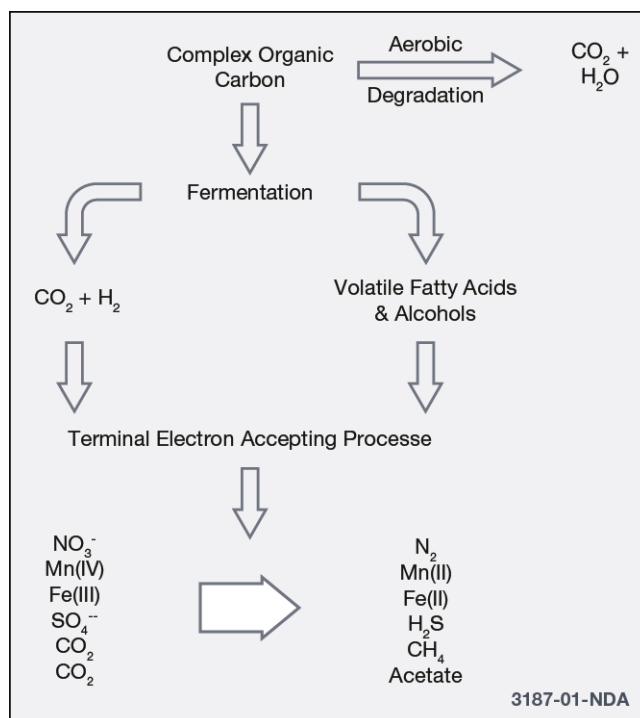 Complex Organic
Carbon
Aerobic
Degradation
CO₂ +
H₂O
Fermentation
CO₂ + H₂
Volatile Fatty Acids
& Alcohols
Terminal Electron Accepting Processe
NO₃⁻
Mn(IV)
Fe(III)
SO₄⁻⁻
CO₂
CO₂
N₂
Mn(II)
Fe(II)
H₂S
CH₄
Acetate
3187-01-NDA